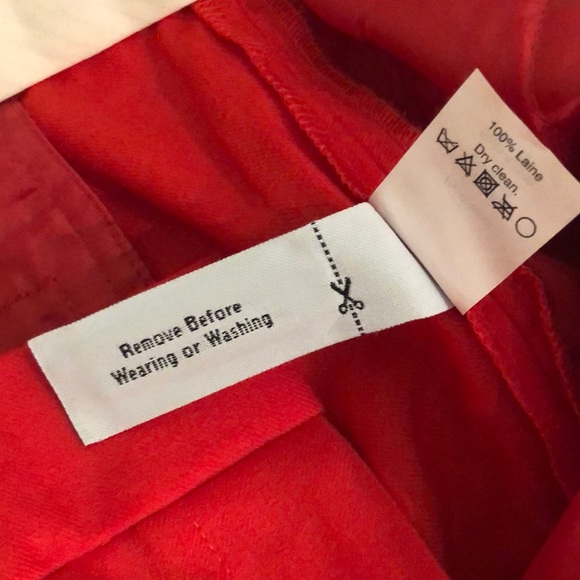 100% Laine
Dry clean.
Remove Before
Wearing or Washing